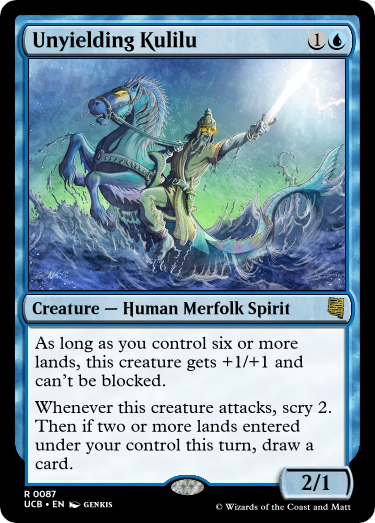 Unyielding Kulilu 1
Creature — Human Merfolk Spirit
As long as you control six or more
lands, this creature gets +1/+1 and
can't be blocked.
Whenever this creature attacks, scry 2.
Then if two or more lands entered
under your control this turn, draw a
card.
2/1
R 0087
UCB • EN GENKIS
© Wizards of the Coast and Matt